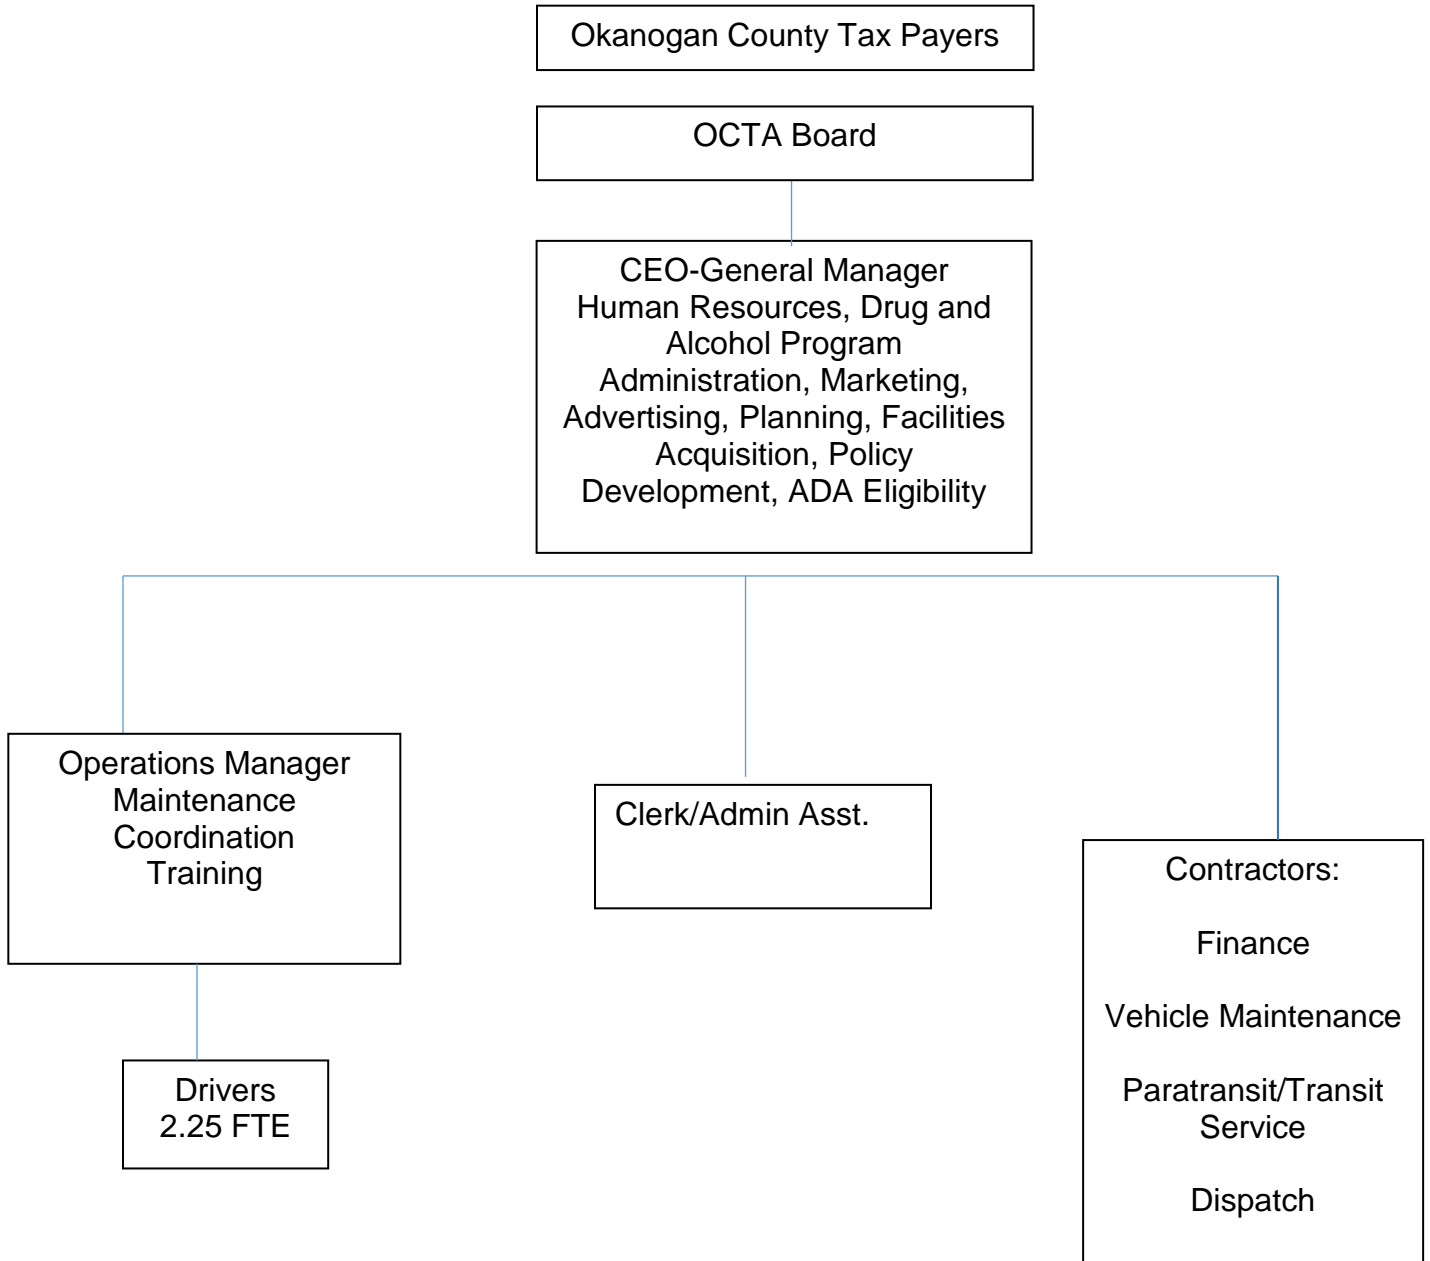 Okanogan County Tax Payers
OCTA Board
CEO-General Manager
Human Resources, Drug and
Alcohol Program
Administration, Marketing,
Advertising, Planning, Facilities
Acquisition, Policy
Development, ADA Eligibility
Operations Manager
Maintenance
Coordination
Training
Clerk/Admin Asst.
Contractors:
Finance
Vehicle Maintenance
Paratransit/Transit
Service
Dispatch
Drivers
2.25 FTE